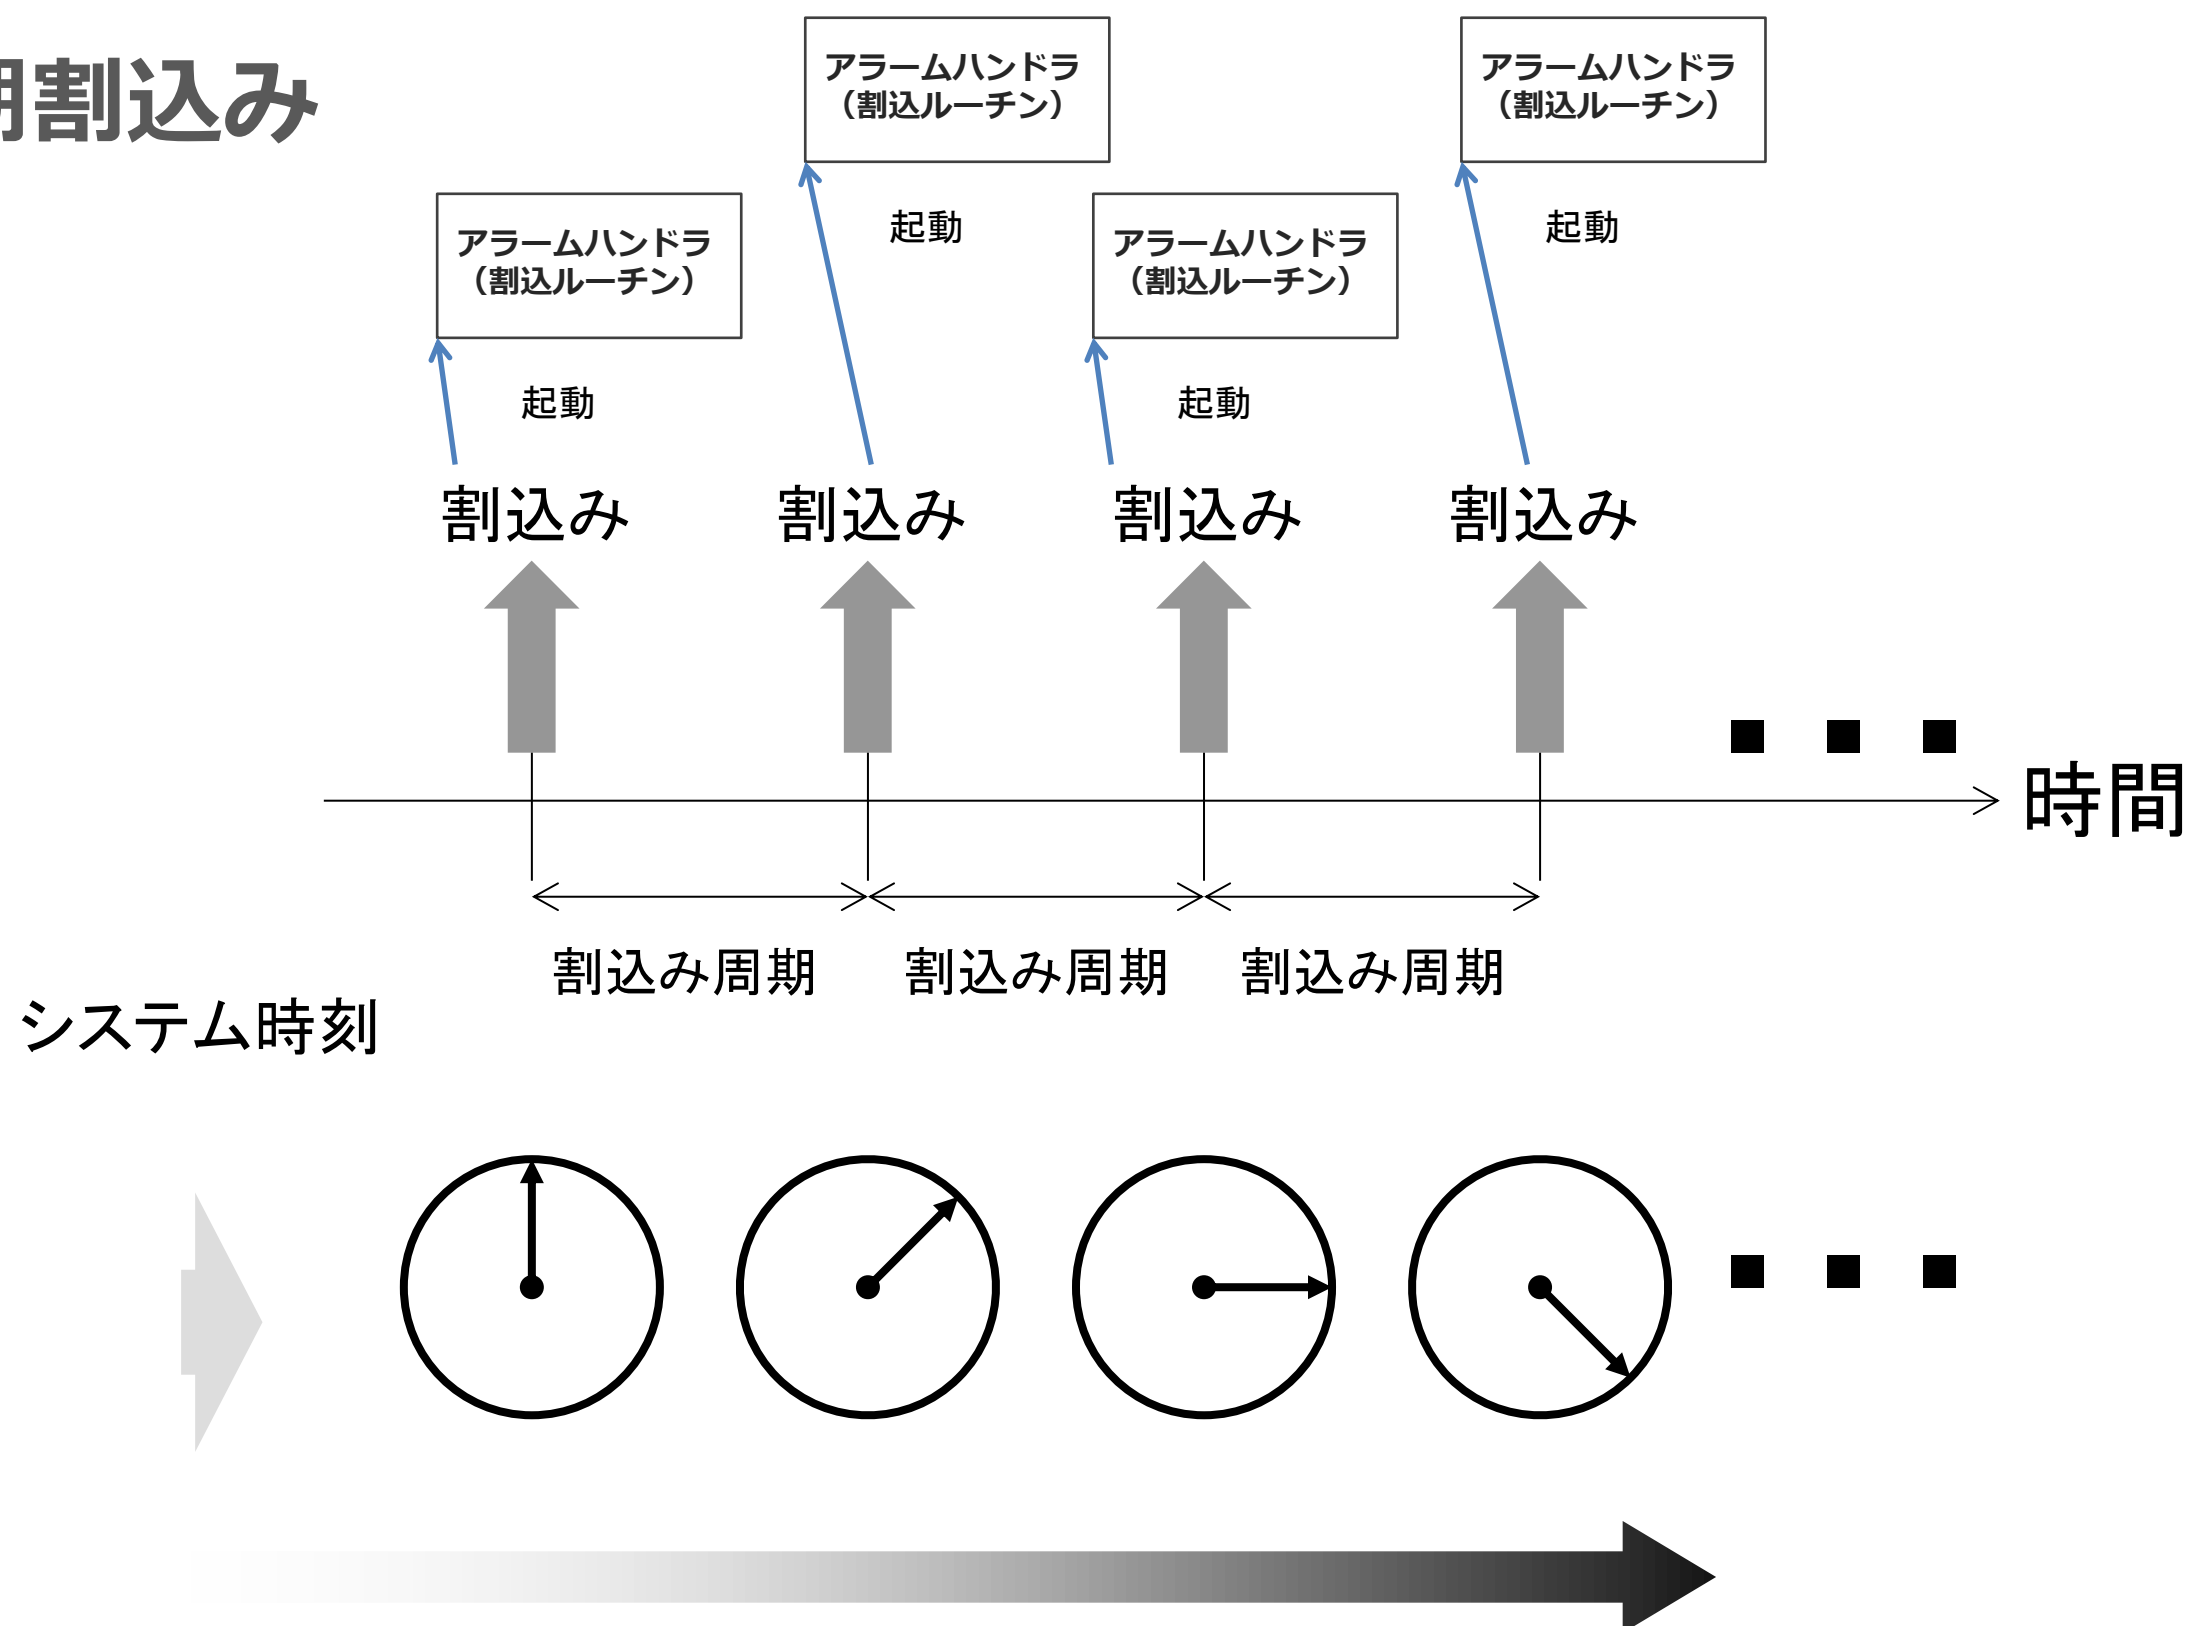 期割込み
アラームハンドラ
（割込ルーチン）
アラームハンドラ
（割込ルーチン）
起動
起動
アラームハンドラ
（割込ルーチン）
アラームハンドラ
（割込ルーチン）
起動
起動
割込み 割込み 割込み 割込み
時間
割込み周期 割込み周期 割込み周期
システム時刻